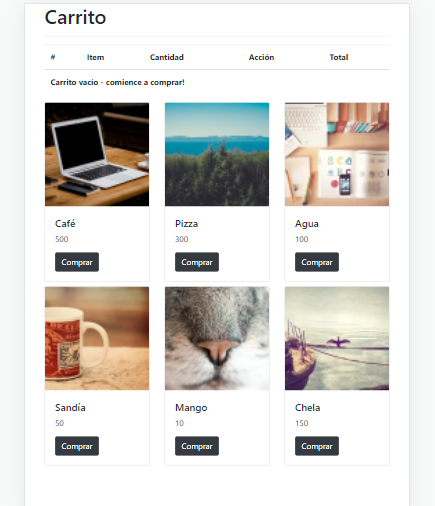 Carrito
# Item Cantidad Acción Total
Carrito vacio - comience a comprar!
Café Pizza Agua
500 300 100
Comprar Comprar Comprar
Sandía Mango Chela
50 10 150
Comprar Comprar Comprar